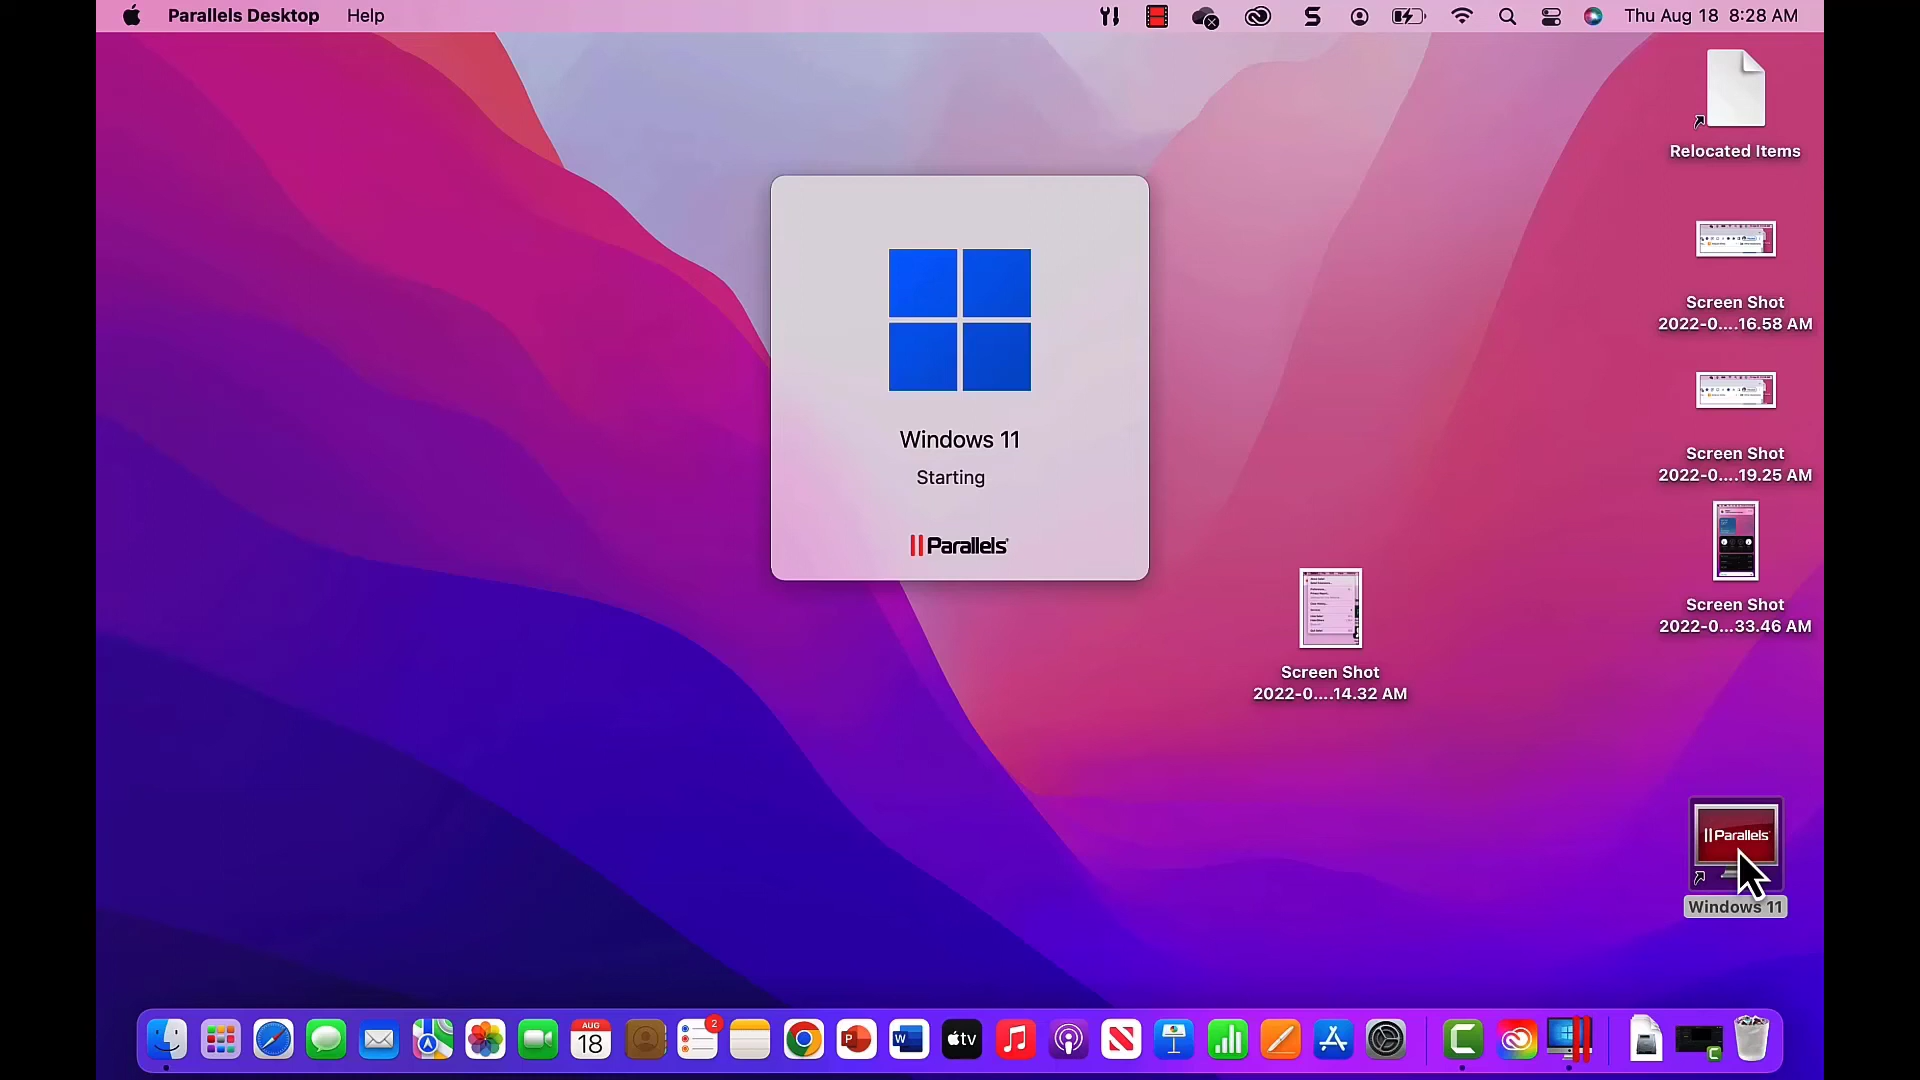 Parallels Desktop Help
Thu Aug 18 8:28 AM
Relocated Items
Screen Shot
2022-0....16.58 AM
Screen Shot
2022-0....19.25 AM
Screen Shot
2022-0...33.46 AM
Windows 11
Starting
Parallels
Screen Shot
2022-0....14.32 AM
Parallels
Windows 11
AUG
18
2
tv